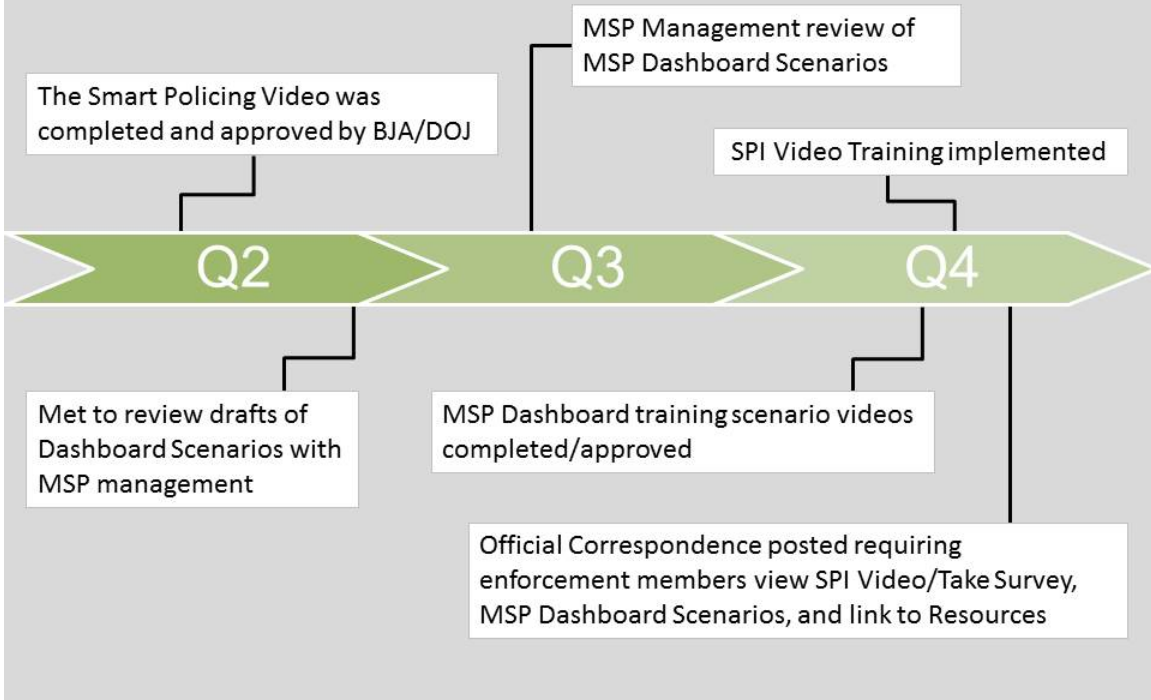 MSP Management review of
MSP Dashboard Scenarios
The Smart Policing Video was
completed and approved by BJA/DOJ
SPI Video Training implemented
Q2
Q3
Q4
Met to review drafts of
Dashboard Scenarios with
MSP management
MSP Dashboard training scenario videos
completed/approved
Official Correspondence posted requiring
enforcement members view SPI Video/Take Survey,
MSP Dashboard Scenarios, and link to Resources